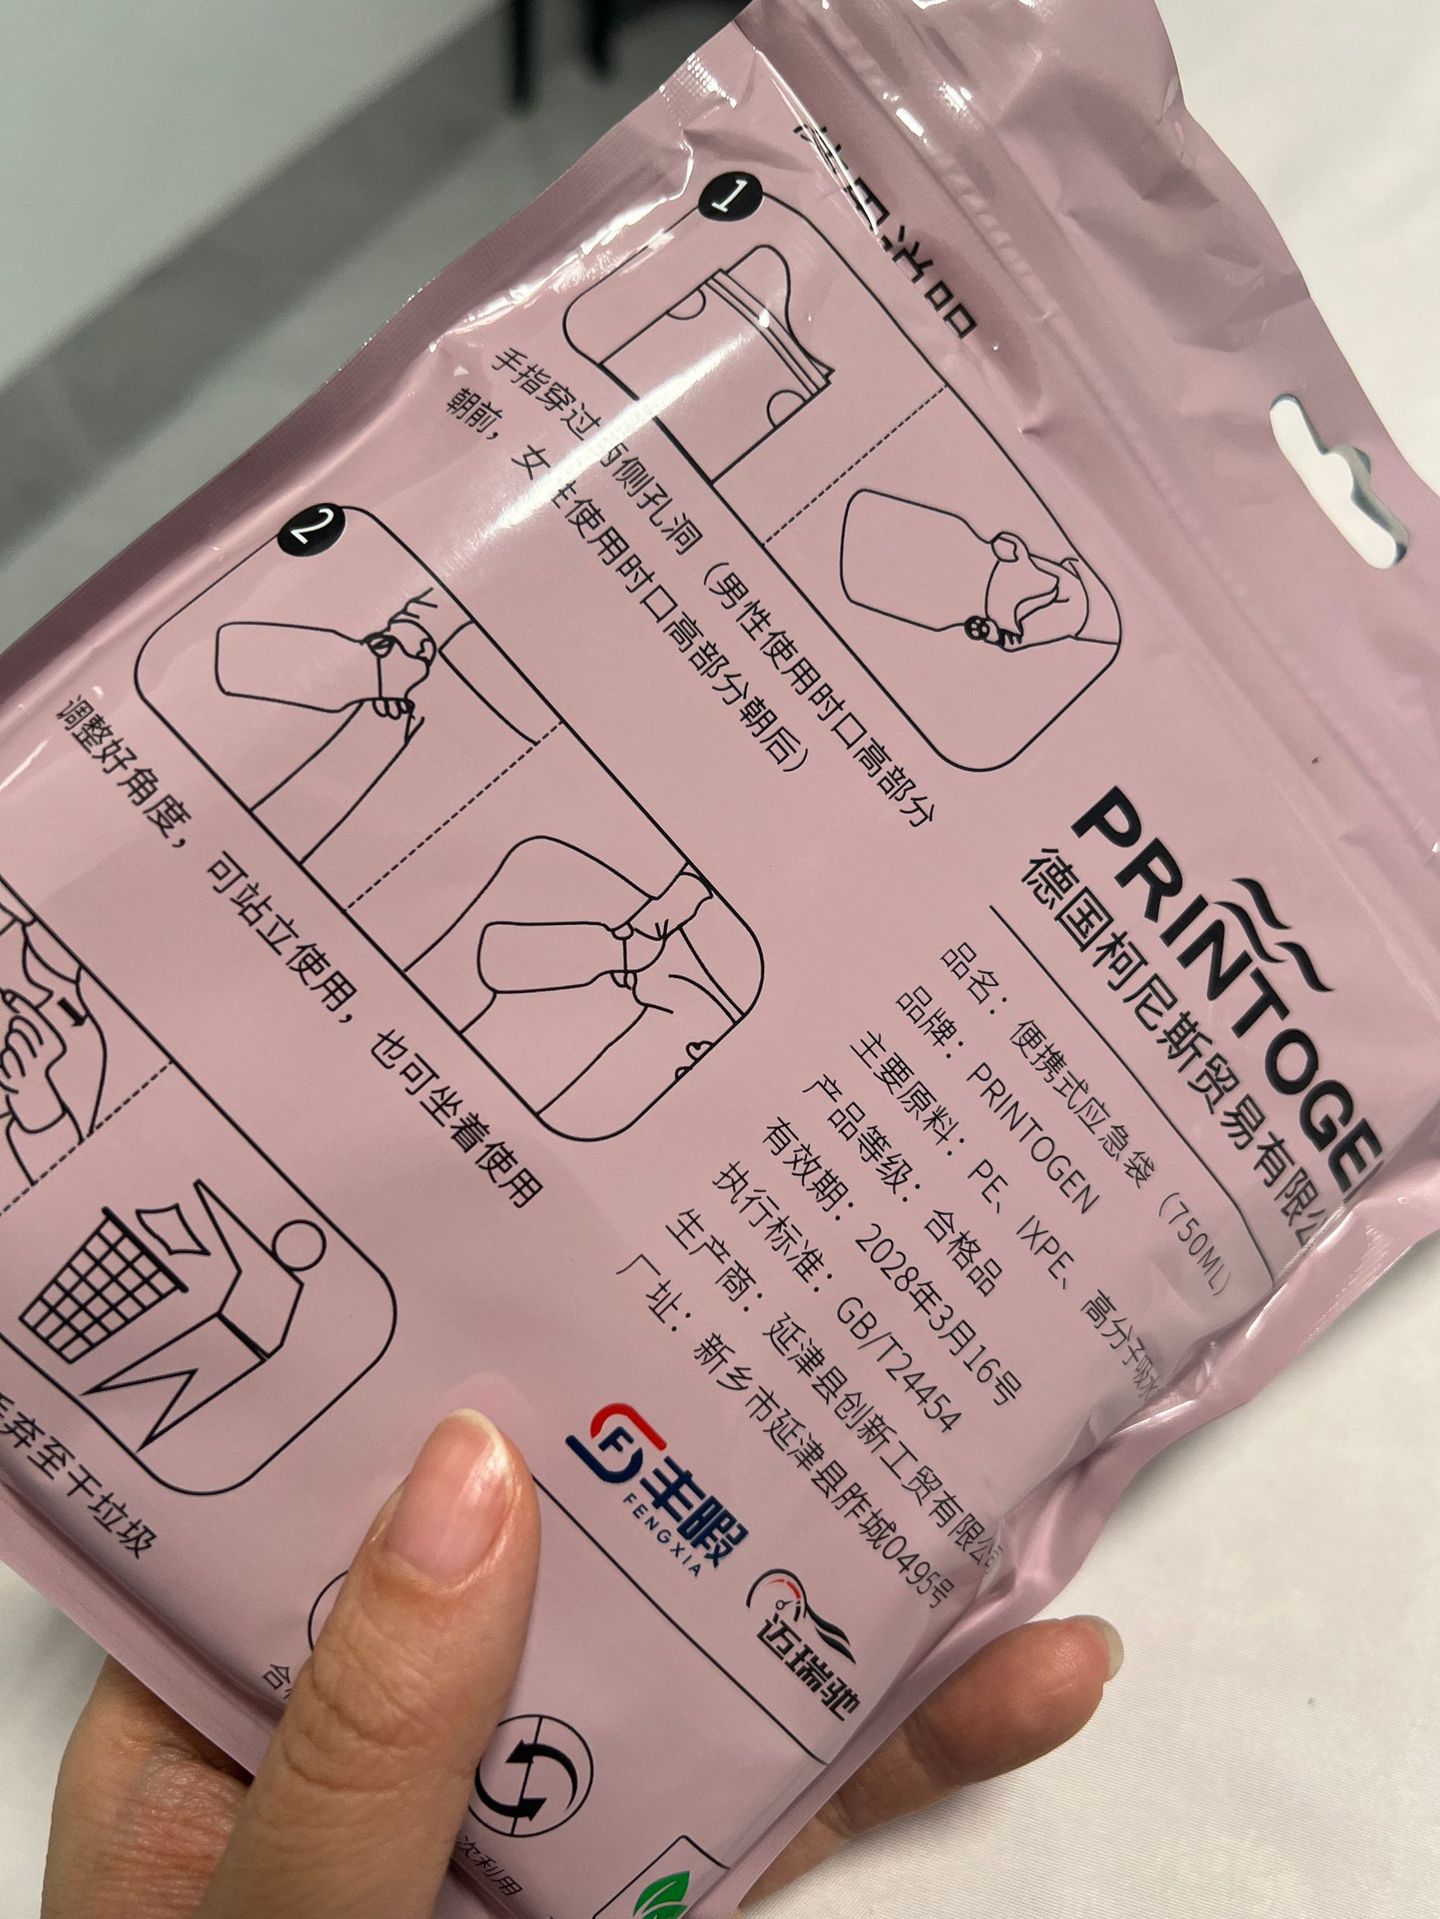 1
手指穿过两侧孔洞（男性使用时口高部分
朝前，女性使用时口高部分朝后）
2
调整好角度，可站立使用，也可坐着使用
弃至干垃圾
PRINTOGE
德国柯尼斯贸易有限公
品名：便携式应急袋（750ML）
品牌：PRINTOGEN
主要原料：PE、IXPE、高分子吸水
产品等级：合格品
有效期：2028年3月16号
执行标准：GB/T24454
生产商：延津县创新工贸有限公
厂址：新乡市延津县胙城0495号
F
丰暇
FENGXIA
迈瑞驰
合
次利用